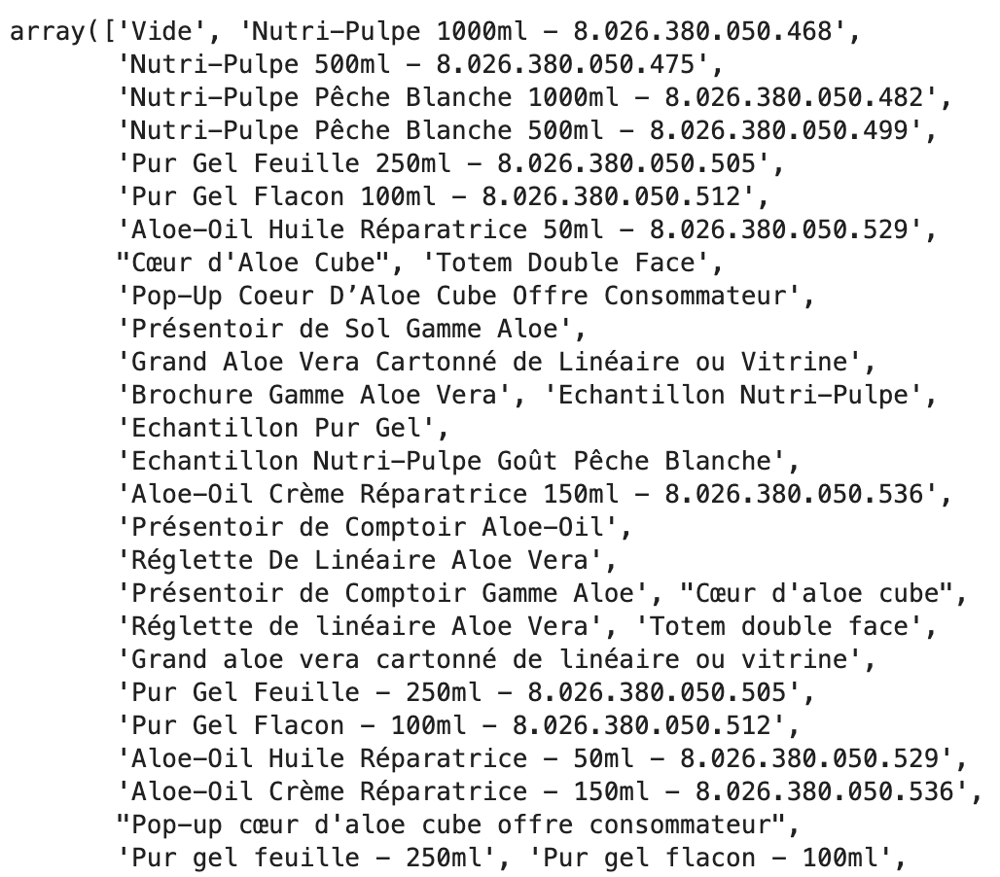 array(['Vide', 'Nutri-Pulpe 1000ml - 8.026.380.050.468',
'Nutri-Pulpe 500ml - 8.026.380.050.475',
'Nutri-Pulpe Pêche Blanche 1000ml - 8.026.380.050.482',
'Nutri-Pulpe Pêche Blanche 500ml - 8.026.380.050.499',
'Pur Gel Feuille 250ml - 8.026.380.050.505',
'Pur Gel Flacon 100ml - 8.026.380.050.512',
'Aloe-Oil Huile Réparatrice 50ml - 8.026.380.050.529',
"Cœur d'Aloe Cube", 'Totem Double Face',
'Pop-Up Coeur D’Aloe Cube Offre Consommateur',
'Présentoir de Sol Gamme Aloe',
'Grand Aloe Vera Cartonné de Linéaire ou Vitrine',
'Brochure Gamme Aloe Vera', 'Echantillon Nutri-Pulpe',
'Echantillon Pur Gel',
'Echantillon Nutri-Pulpe Goût Pêche Blanche',
'Aloe-Oil Crème Réparatrice 150ml - 8.026.380.050.536',
'Présentoir de Comptoir Aloe-Oil',
'Réglette De Linéaire Aloe Vera',
'Présentoir de Comptoir Gamme Aloe', "Cœur d'aloe cube",
'Réglette de linéaire Aloe Vera', 'Totem double face',
'Grand aloe vera cartonné de linéaire ou vitrine',
'Pur Gel Feuille - 250ml - 8.026.380.050.505',
'Pur Gel Flacon - 100ml - 8.026.380.050.512',
'Aloe-Oil Huile Réparatrice - 50ml - 8.026.380.050.529',
'Aloe-Oil Crème Réparatrice - 150ml - 8.026.380.050.536',
"Pop-up cœur d'aloe cube offre consommateur",
'Pur gel feuille - 250ml', 'Pur gel flacon - 100ml',